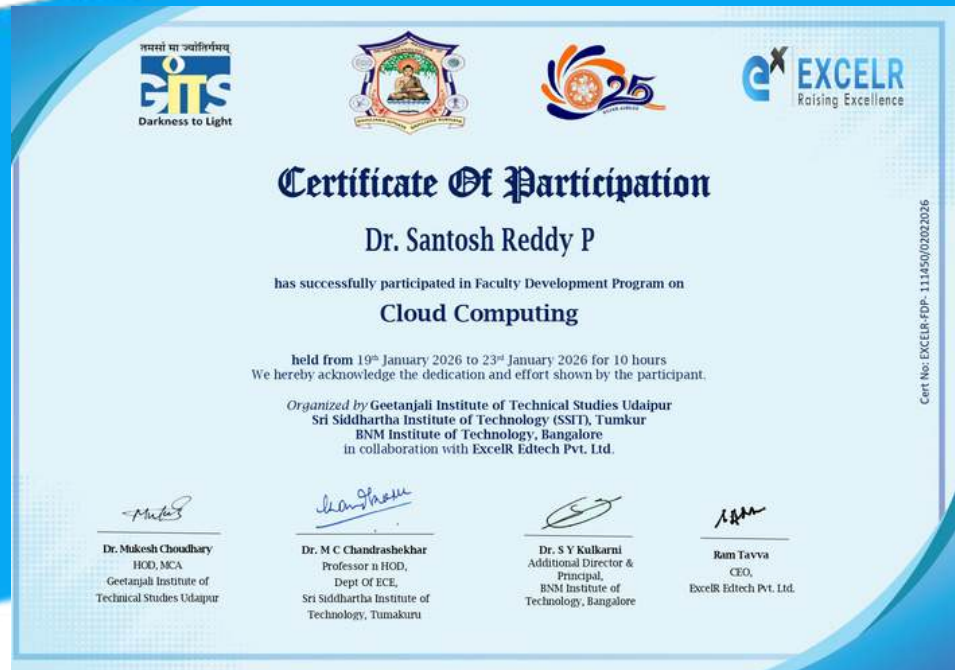 तमसो मा ज्योतिर्गमय
GITS
Darkness to Light
25
SILVER JUBILEE
ex EXCELR
Raising Excellence
Certificate Of Participation
Dr. Santosh Reddy P
has successfully participated in Faculty Development Program on
Cloud Computing
held from 19th January 2026 to 23rd January 2026 for 10 hours
We hereby acknowledge the dedication and effort shown by the participant.
Organized by Geetanjali Institute of Technical Studies Udaipur
Sri Siddhartha Institute of Technology (SSIT), Tumkur
BNM Institute of Technology, Bangalore
in collaboration with ExcelR Edtech Pvt. Ltd.
Cert No: EXCELR-FDP- 111450/02022026
Dr. Mukesh Choudhary
HOD, MCA
Geetanjali Institute of
Technical Studies Udaipur
Dr. M C Chandrashekhar
Professor n HOD,
Dept Of ECE,
Sri Siddhartha Institute of
Technology, Tumakuru
Dr. S Y Kulkarni
Additional Director &
Principal,
BNM Institute of
Technology, Bangalore
Ram Tavva
CEO,
ExcelR Edtech Pvt. Ltd.